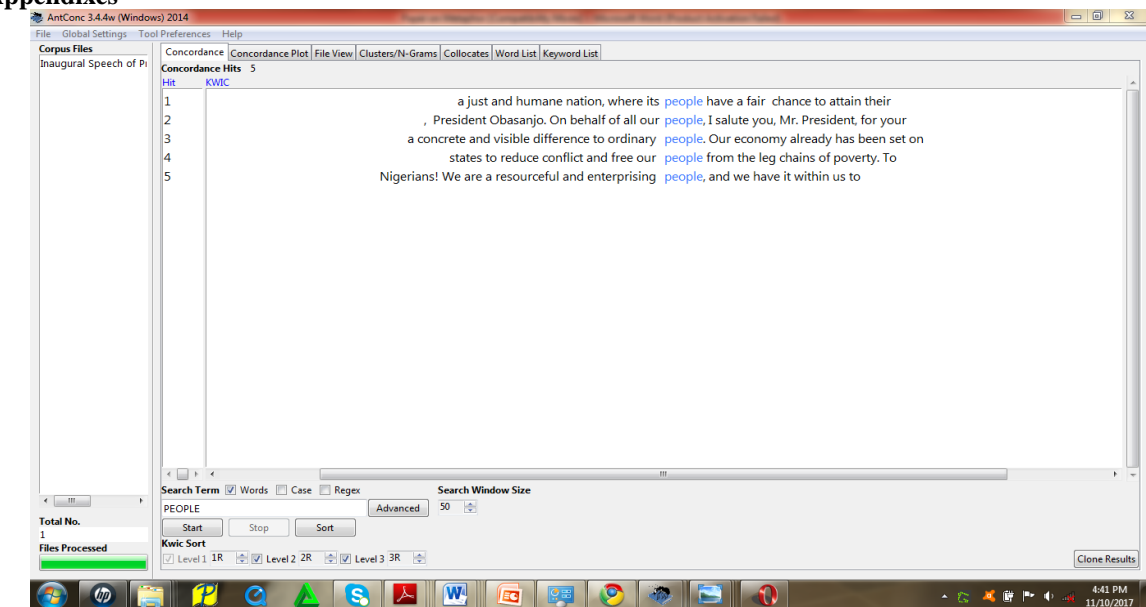 Appendixes
AntConc 3.4.4w (Windows) 2014
File Global Settings Tool Preferences Help
Corpus Files
Inaugural Speech of Pr
Concordance Concordance Plot File View Clusters/N-Grams Collocates Word List Keyword List
Concordance Hits 5
Hit KWIC
1 a just and humane nation, where its people have a fair chance to attain their
2 , President Obasanjo. On behalf of all our people, I salute you, Mr. President, for your
3 a concrete and visible difference to ordinary people. Our economy already has been set on
4 states to reduce conflict and free our people from the leg chains of poverty. To
5 Nigerians! We are a resourceful and enterprising people, and we have it within us to
Search Term Words Case Regex Search Window Size
PEOPLE Advanced 50
Start Stop Sort
Total No.
1
Files Processed
Kwic Sort
Level 1 1R Level 2 2R Level 3 3R
Clone Results
4:41 PM
11/10/2017